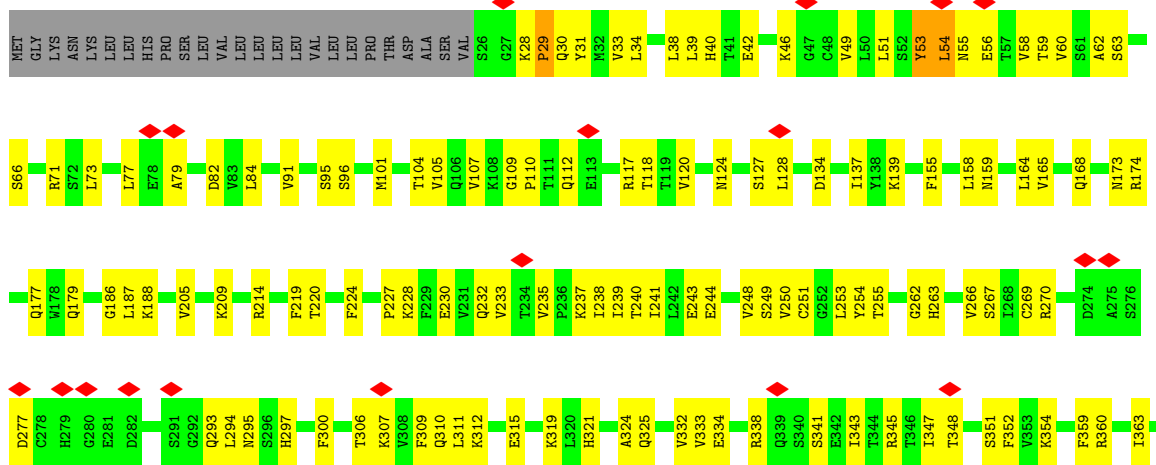 MET GLY LYS ASN LYS LEU LEU HIS PRO SER LEU VAL LEU LEU LEU LEU VAL LEU LEU PRO THR ASP ALA SER VAL S26 G27 K28 P29 Q30 Y31 M32 V33 L34 L38 L39 H40 T41 E42 K46 G47 C48 V49 L50 L51 S52 Y53 L54 N55 E56 T57 V58 T59 V60 S61 A62 S63
S66 R71 S72 L73 L77 E78 A79 D82 V83 L84 V91 S95 S96 M101 T104 V105 Q106 V107 K108 G109 P110 T111 Q112 E113 R117 T118 T119 V120 N124 S127 L128 D134 I137 Y138 K139 F155 L158 N159 L164 V165 Q168 N173 R174
Q177 W178 Q179 G186 L187 K188 V205 K209 R214 F219 T220 F224 P227 K228 F229 E230 V231 Q232 V233 T234 V235 P236 K237 I238 I239 T240 I241 L242 E243 E244 V248 S249 V250 C251 G252 L253 Y254 T255 G262 H263 V266 S267 I268 C269 R270 D274 A275 S276
D277 C278 H279 G280 E281 D282 S291 G292 Q293 L294 N295 S296 H297 F300 T306 K307 V308 F309 Q310 L311 K312 E315 K319 L320 H321 A324 Q325 V332 V333 E334 R338 Q339 S340 S341 E342 I343 T344 R345 T346 I347 T348 S351 F352 V353 K354 F359 R360 I363